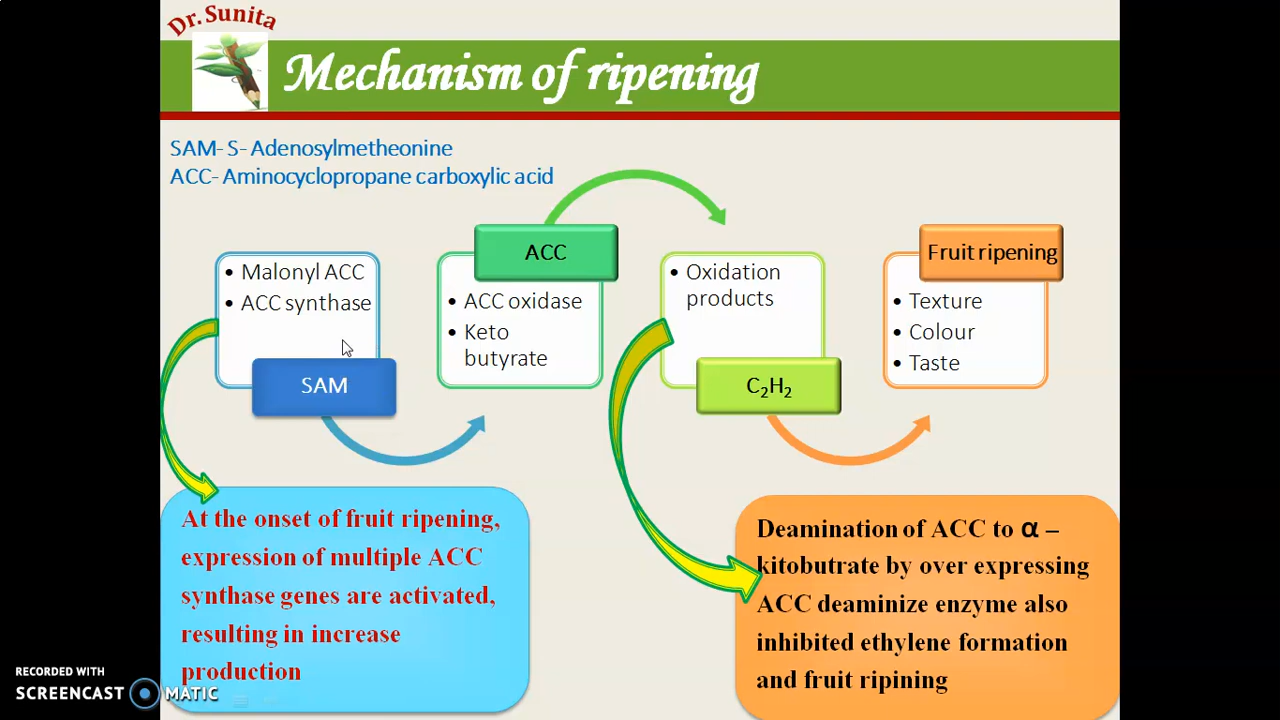 Dr. Sunita
Mechanism of ripening
SAM- S- Adenosylmetheonine
ACC- Aminocyclopropane carboxylic acid
• Malonyl ACC
• ACC synthase
SAM
ACC
• ACC oxidase
• Keto
butyrate
• Oxidation
products
C₂H₂
Fruit ripening
• Texture
• Colour
• Taste
At the onset of fruit ripening,
expression of multiple ACC
synthase genes are activated,
resulting in increase
production
Deamination of ACC to α –
kitobutrate by over expressing
ACC deaminize enzyme also
inhibited ethylene formation
and fruit ripining
RECORDED WITH
SCREENCAST MATIC